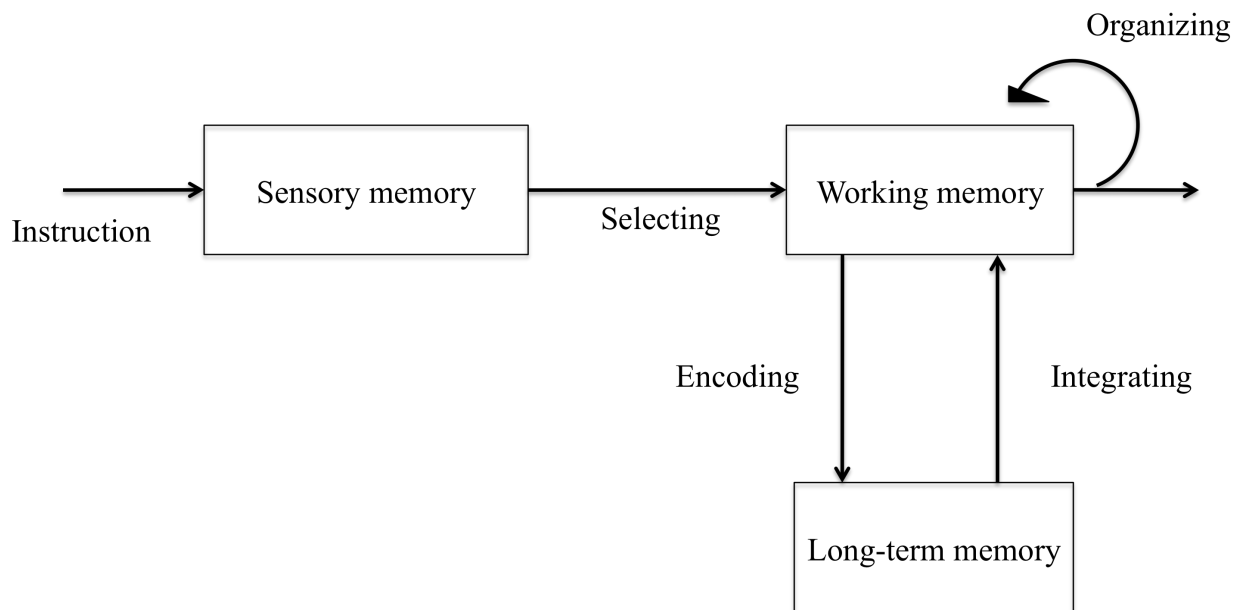 Organizing
Sensory memory
Working memory
Instruction
Selecting
Encoding
Integrating
Long-term memory